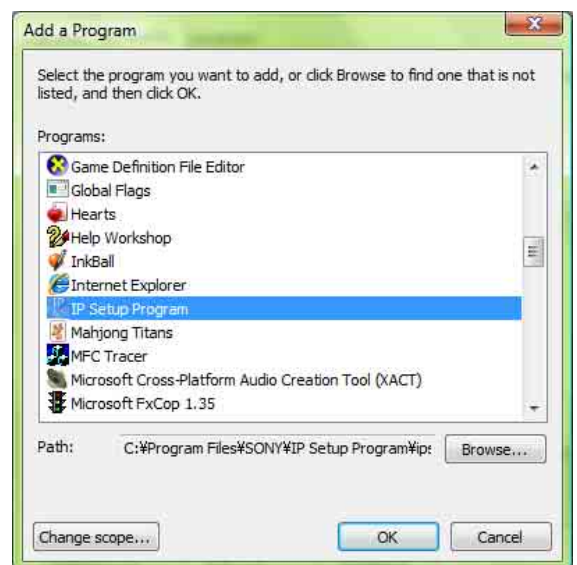 Add a Program
Select the program you want to add, or click Browse to find one that is not
listed, and then click OK.
Programs:
Game Definition File Editor
Global Flags
Hearts
Help Workshop
InkBall
Internet Explorer
IP Setup Program
Mahjong Titans
MFC Tracer
Microsoft Cross-Platform Audio Creation Tool (XACT)
Microsoft FxCop 1.35
Path: C:¥Program Files¥SONY¥IP Setup Program¥ips Browse...
Change scope... OK Cancel